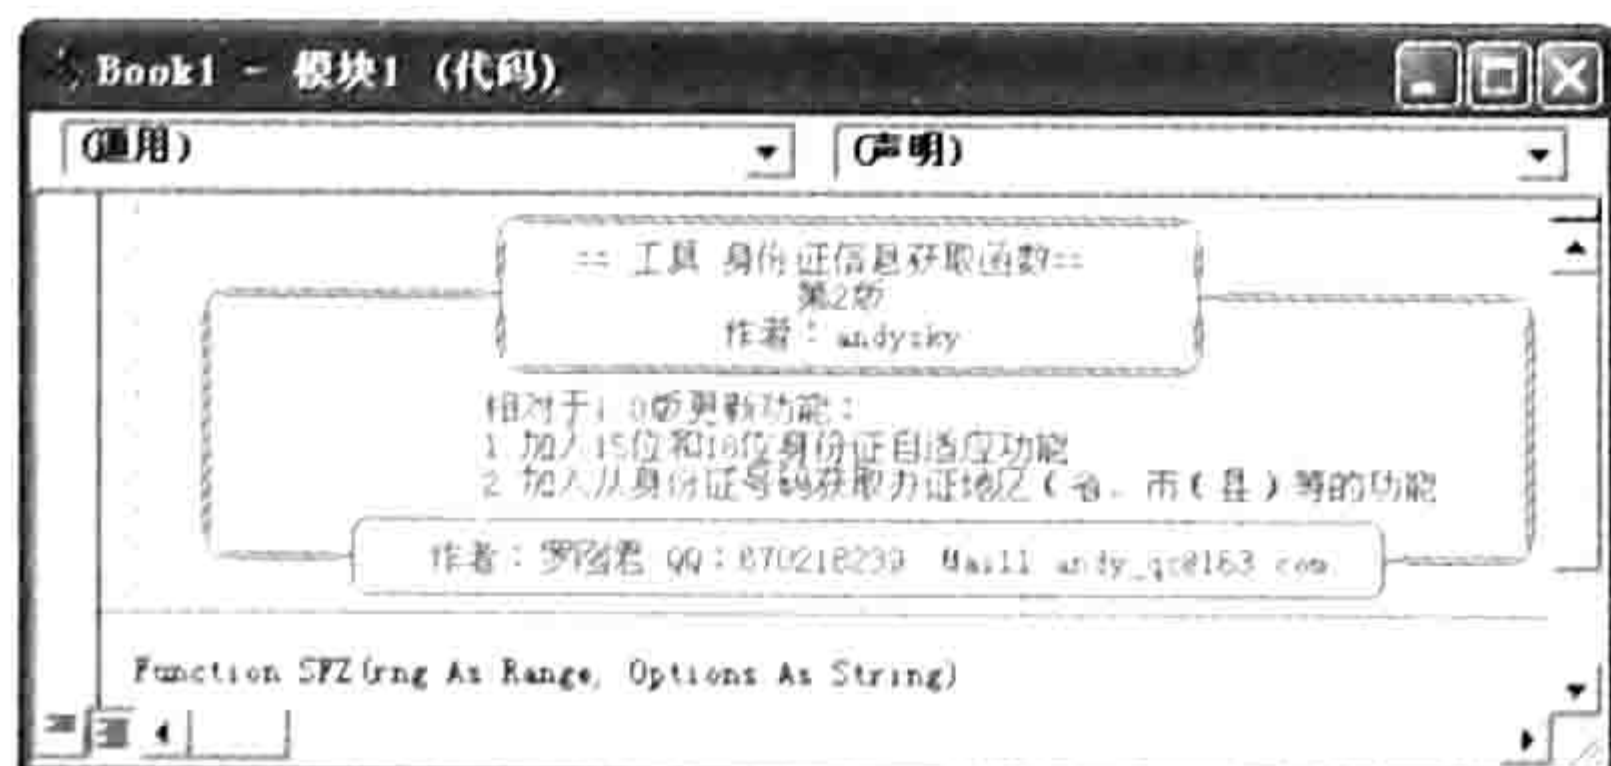 Book1 - 模块1 (代码)
(通用)
(声明)
== 工具 身份证信息获取函数==
第2版
作者：andysky
相对于1.0版更新功能：
1 加入15位和18位身份证自适应功能
2 加入从身份证号码获取办证地区(省、市(县)等的功能
作者：罗刚君 QQ：870218239 Maill andy_qc@163 com
Function SFZ(rng As Range, Options As String)